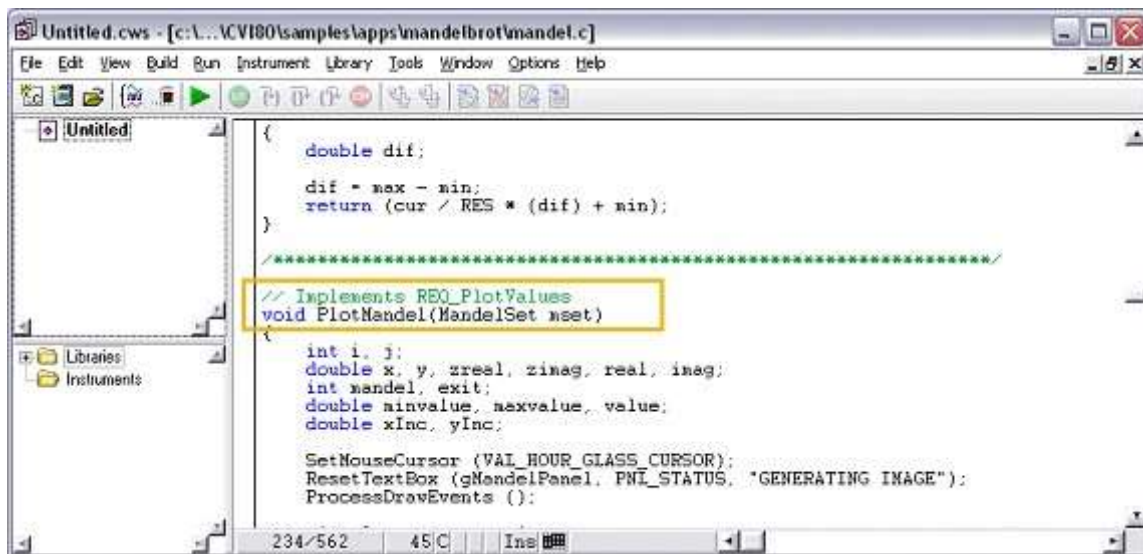 Untitled.cws - [c:\...\CVI80\samples\apps\mandelbrot\mandel.c]
File Edit View Build Run Instrument Library Tools Window Options Help
Untitled
Libraries
Instruments
{
double dif;
dif = max - min;
return (cur / RES * (dif) + min);
}
/*****************************************************************/
// Implements REQ_PlotValues
void PlotMandel(MandelSet mset)
{
int i, j;
double x, y, zreal, zimag, real, imag;
int mandel, exit;
double minvalue, maxvalue, value;
double xInc, yInc;
SetMouseCursor (VAL_HOUR_GLASS_CURSOR);
ResetTextBox (gMandelPanel, PNL_STATUS, "GENERATING IMAGE");
ProcessDrawEvents ();
234/562 45 C Ins